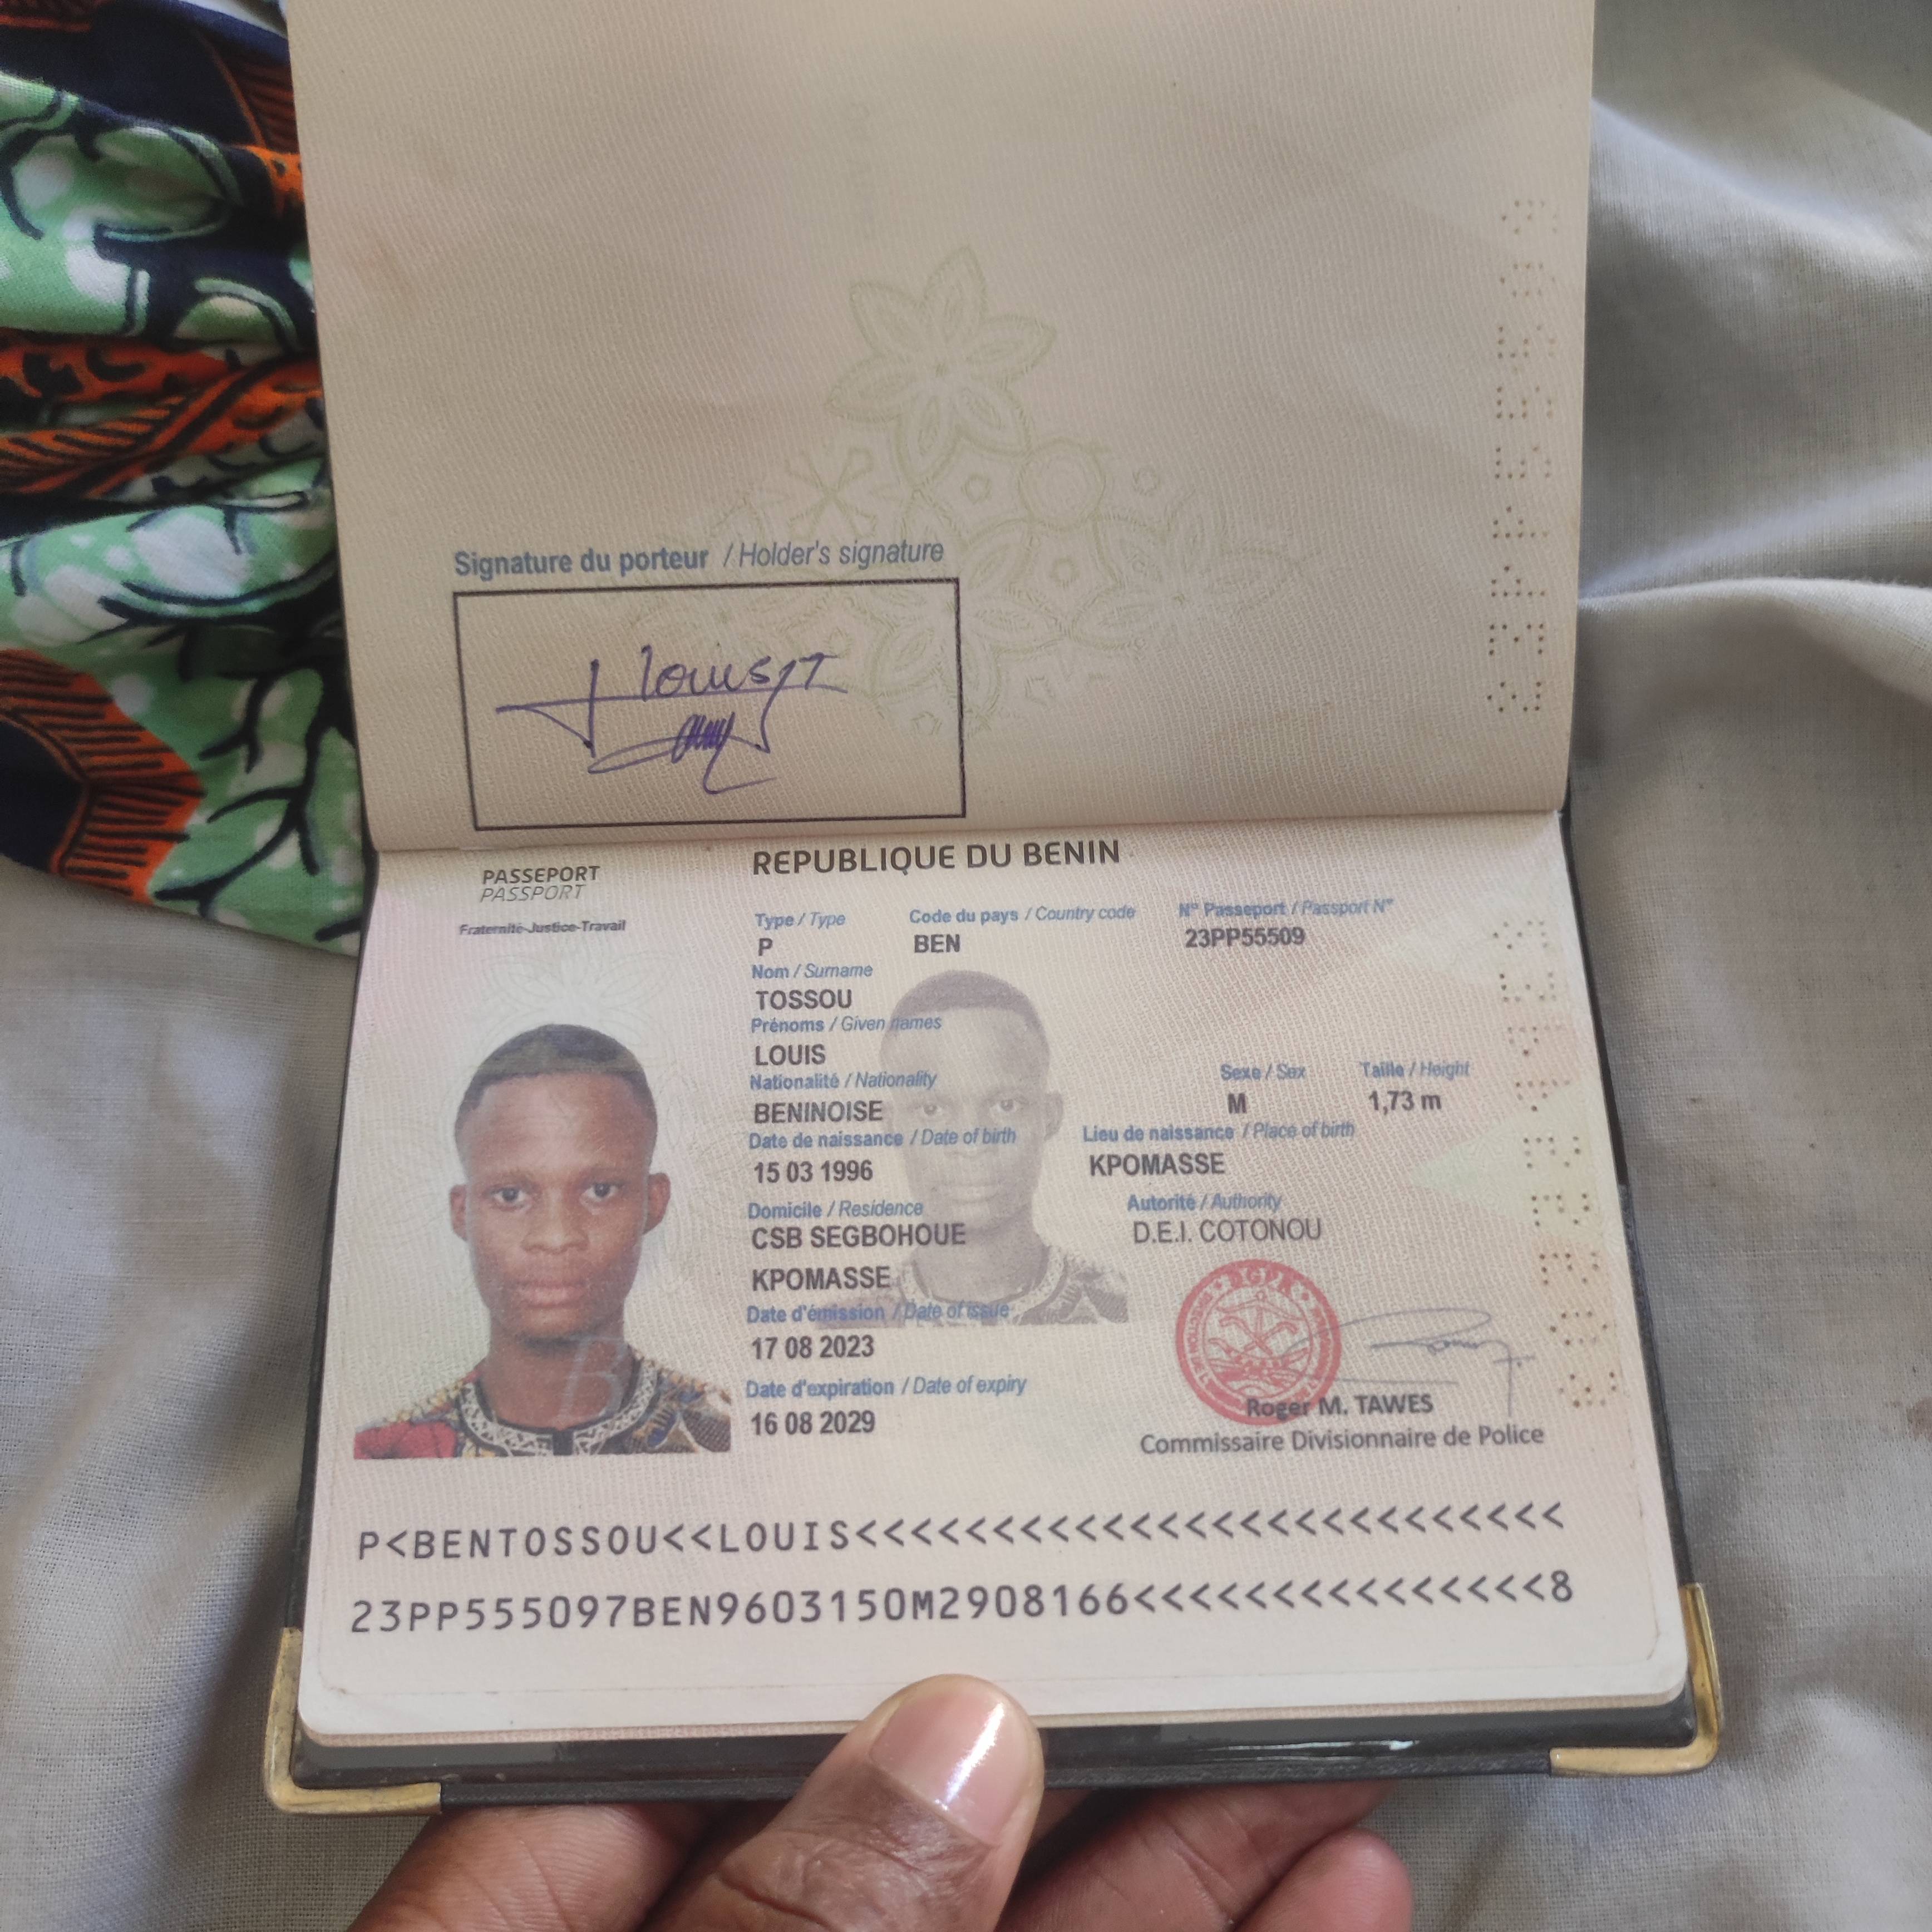 Signature du porteur / Holder's signature
PASSEPORT
PASSPORT
REPUBLIQUE DU BENIN
Fraternité-Justice-Travail
Type / Type Code du pays / Country code N° Passeport / Passport N°
P BEN 23PP55509
Nom / Surname
TOSSOU
Prénoms / Given names
LOUIS
Nationalité / Nationality Sexe / Sex Taille / Height
BENINOISE M 1,73 m
Date de naissance / Date of birth Lieu de naissance / Place of birth
15 03 1996 KPOMASSE
Domicile / Residence Autorité / Authority
CSB SEGBOHOUE D.E.I. COTONOU
KPOMASSE
Date d'émission / Date of issue
17 08 2023
Date d'expiration / Date of expiry
16 08 2029
Roger M. TAWES
Commissaire Divisionnaire de Police
P<BENTOSSOU<<LOUIS<<<<<<<<<<<<<<<<<<<<<<<<<<
23PP555097BEN9603150M2908166<<<<<<<<<<<<<<<8